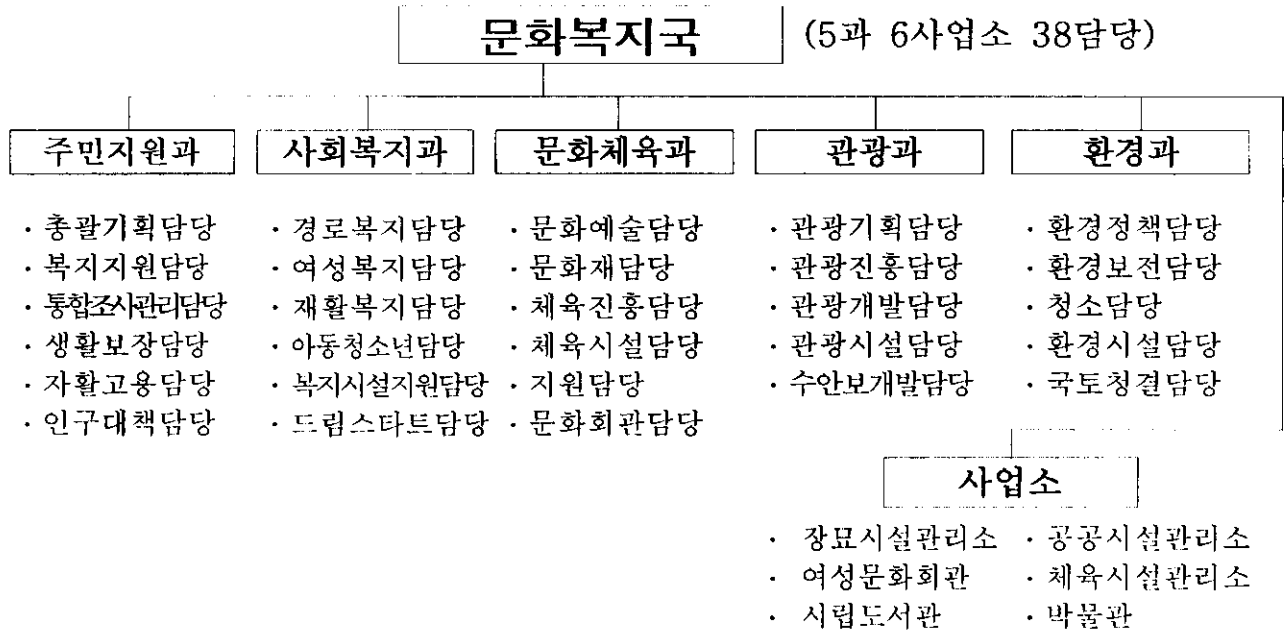 문화복지국 (5과 6사업소 38담당)
주민지원과 사회복지과 문화체육과 관광과 환경과
· 총괄기획담당 · 경로복지담당 · 문화예술담당 · 관광기획담당 · 환경정책담당
· 복지지원담당 · 여성복지담당 · 문화재담당 · 관광진흥담당 · 환경보전담당
· 통합조사관리담당 · 재활복지담당 · 체육진흥담당 · 관광개발담당 · 청소담당
· 생활보장담당 · 아동청소년담당 · 체육시설담당 · 관광시설담당 · 환경시설담당
· 자활고용담당 · 복지시설지원담당 · 지원담당 · 수안보개발담당 · 국토청결담당
· 인구대책담당 · 드림스타트담당 · 문화회관담당
사업소
· 장묘시설관리소 · 공공시설관리소
· 여성문화회관 · 체육시설관리소
· 시립도서관 · 박물관